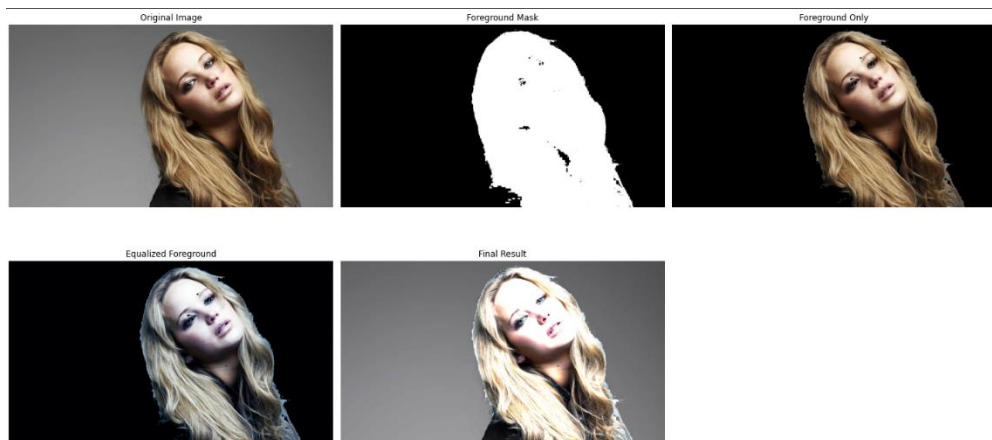 Original Image
Foreground Mask
Foreground Only
Equalized Foreground
Final Result